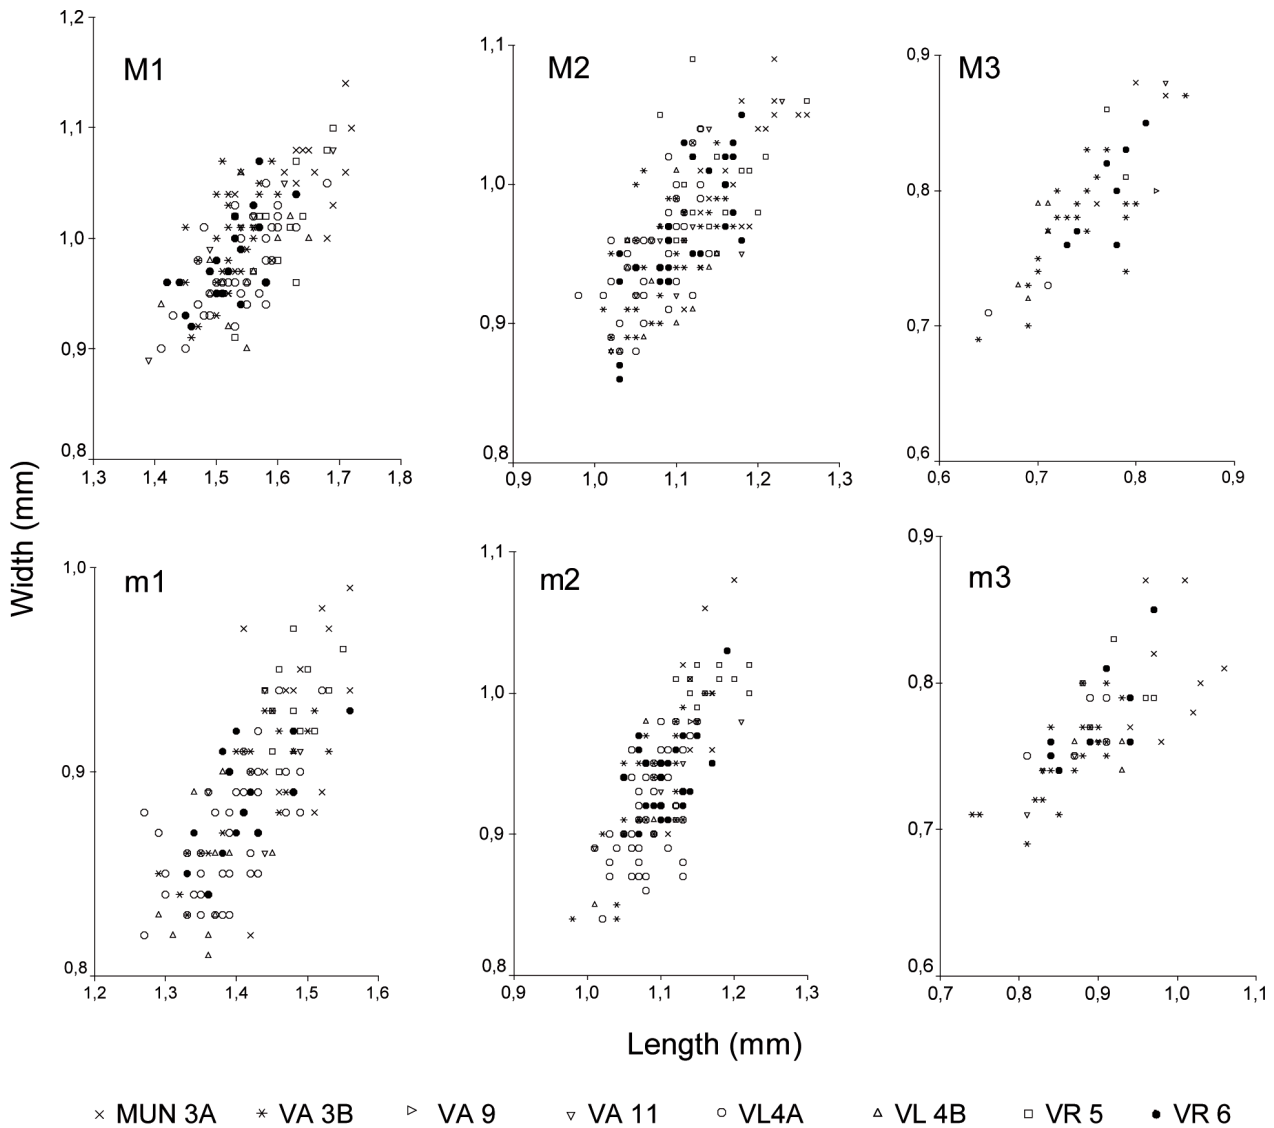 M1
1,2
1,1
1,0
0,9
0,8
1,3 1,4 1,5 1,6 1,7 1,8
M2
1,1
1,0
0,9
0,8
0,9 1,0 1,1 1,2 1,3
M3
0,9
0,8
0,7
0,6
0,6 0,7 0,8 0,9
Width (mm)
m1
1,0
0,9
0,8
1,2 1,3 1,4 1,5 1,6
m2
1,1
1,0
0,9
0,8
0,9 1,0 1,1 1,2 1,3
m3
0,9
0,8
0,7
0,6
0,7 0,8 0,9 1,0 1,1
Length (mm)
MUN 3A VA 3B VA 9 VA 11 VL4A VL 4B VR 5 VR 6